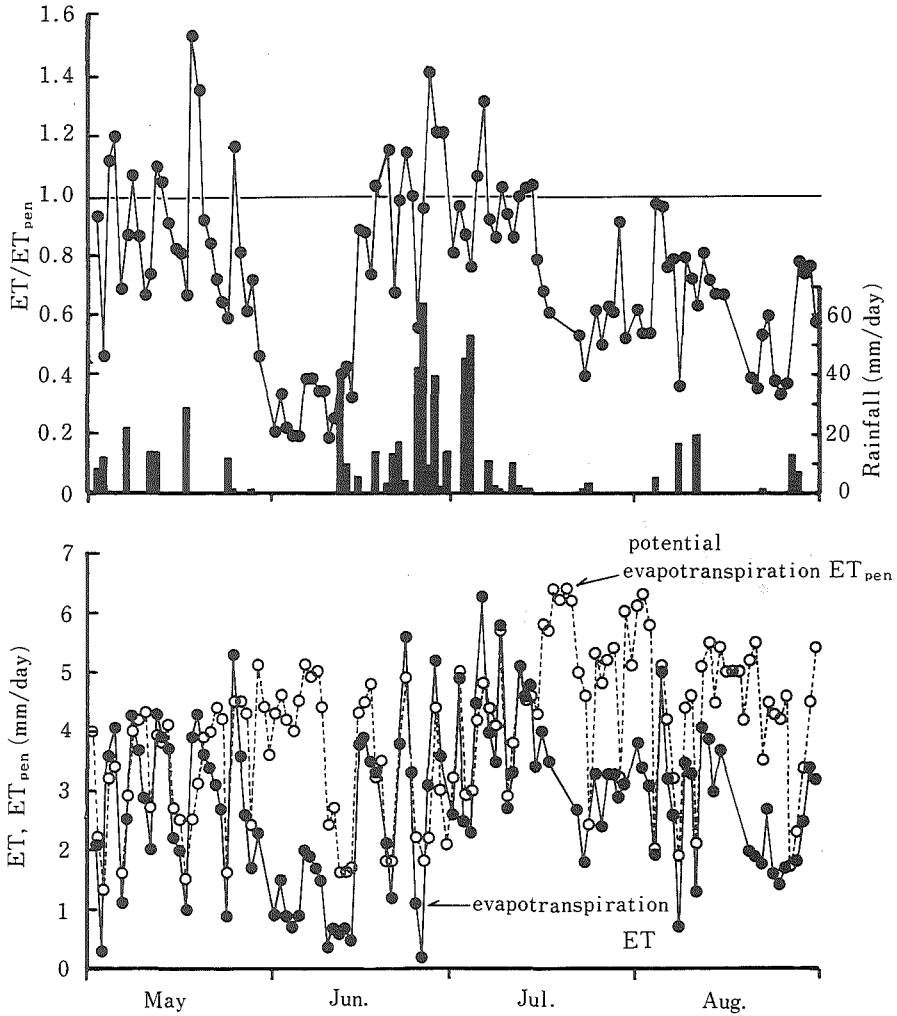 1.6
1.4
1.2
1.0
0.8
0.6
0.4
0.2
0
ET/ETpen
60
40
20
0
Rainfall (mm/day)
potential
evapotranspiration ETpen
7
6
5
4
3
2
1
0
ET, ETpen (mm/day)
evapotranspiration
ET
May Jun. Jul. Aug.